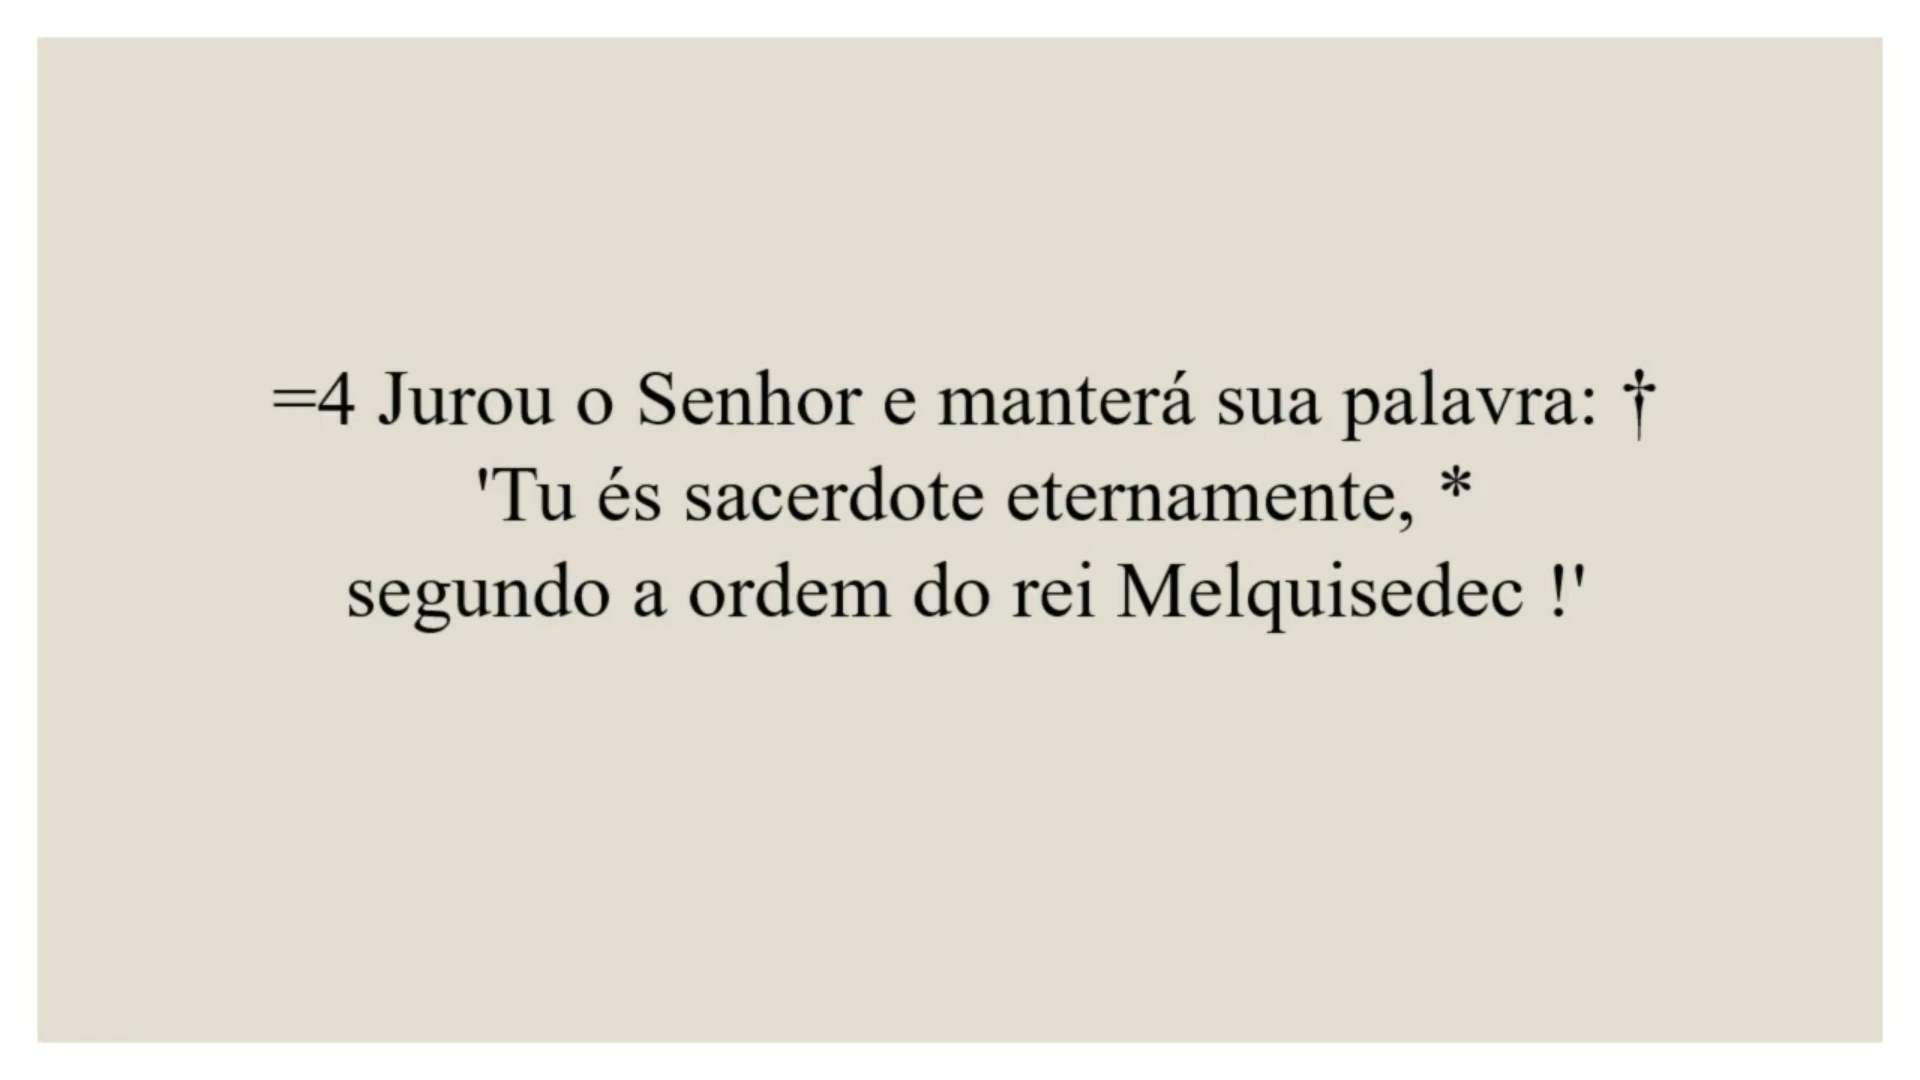 =4 Jurou o Senhor e manterá sua palavra: †
'Tu és sacerdote eternamente, *
segundo a ordem do rei Melquisedec !'